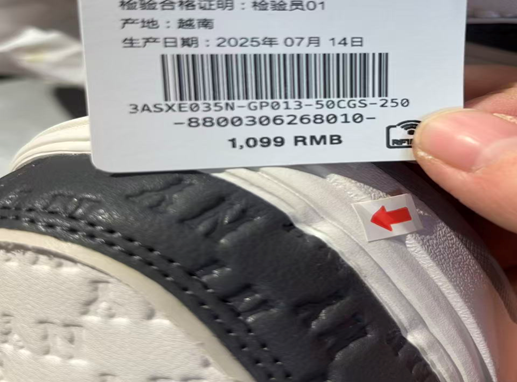 检验合格证明：检验员01
产地：越南
生产日期：2025年 07月 14日
3ASXE035N-GP013-50CGS-250
-8800306268010-
1,099 RMB
RFID